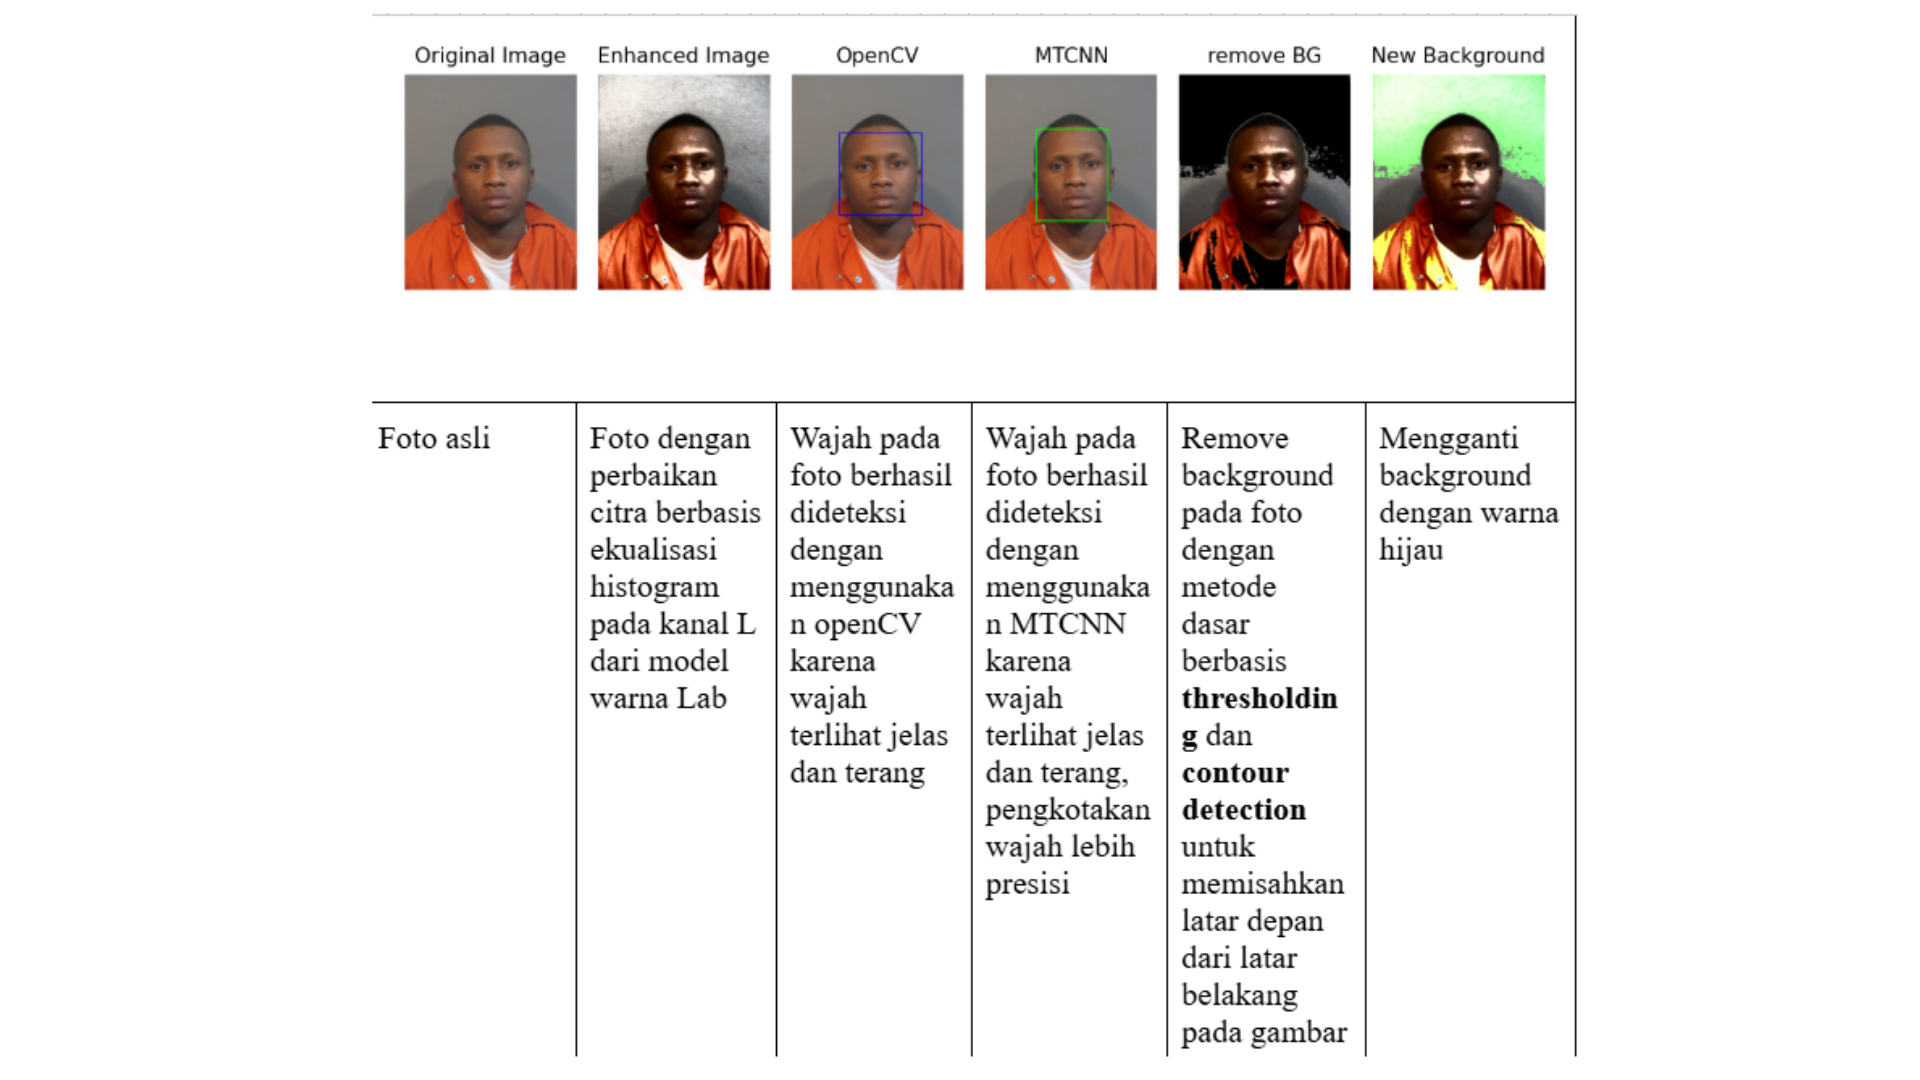 Original Image
Enhanced Image
OpenCV
MTCNN
remove BG
New Background
Foto asli
Foto dengan
perbaikan
citra berbasis
ekualisasi
histogram
pada kanal L
dari model
warna Lab
Wajah pada
foto berhasil
dideteksi
dengan
menggunaka
n openCV
karena
wajah
terlihat jelas
dan terang
Wajah pada
foto berhasil
dideteksi
dengan
menggunaka
n MTCNN
karena
wajah
terlihat jelas
dan terang,
pengkotakan
wajah lebih
presisi
Remove
background
pada foto
dengan
metode
dasar
berbasis
thresholdin
g dan
contour
detection
untuk
memisahkan
latar depan
dari latar
belakang
pada gambar
Mengganti
background
dengan warna
hijau